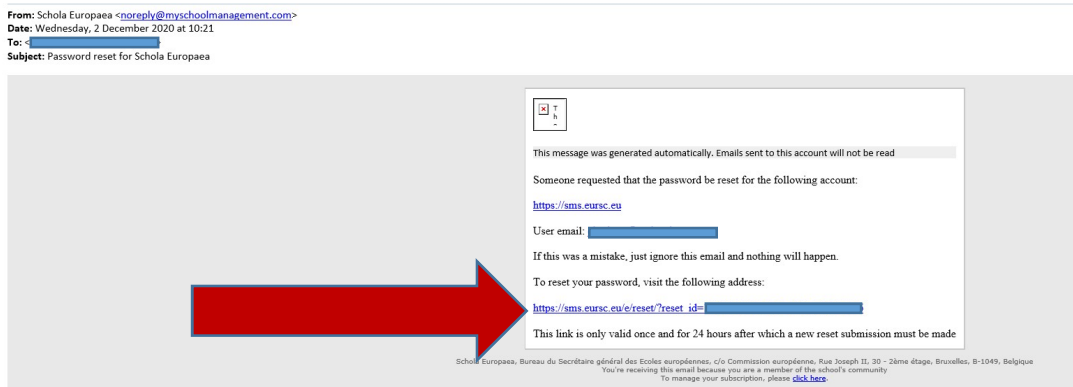 From: Schola Europaea <noreply@myschoolmanagement.com>
Date: Wednesday, 2 December 2020 at 10:21
To: <
Subject: Password reset for Schola Europaea
T
h
-
This message was generated automatically. Emails sent to this account will not be read
Someone requested that the password be reset for the following account:
https://sms.eursc.eu
User email:
If this was a mistake, just ignore this email and nothing will happen.
To reset your password, visit the following address:
https://sms.eursc.eu/e/reset/?reset_id=
This link is only valid once and for 24 hours after which a new reset submission must be made
Schola Europaea, Bureau du Secrétaire général des Ecoles européennes, c/o Commission européenne, Rue Joseph II, 30 - 2ème étage, Bruxelles, B-1049, Belgique
You're receiving this email because you are a member of the school's community
To manage your subscription, please click here.